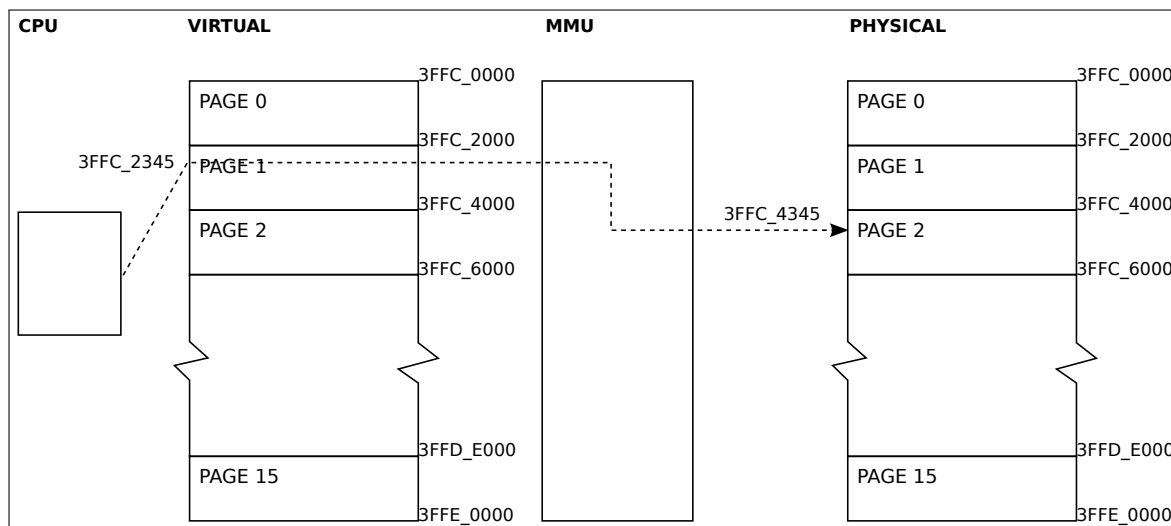 CPU VIRTUAL MMU PHYSICAL
3FFC_0000 3FFC_0000
PAGE 0 PAGE 0
3FFC_2000 3FFC_2000
3FFC_2345 PAGE 1 PAGE 1
3FFC_4000 3FFC_4345 3FFC_4000
PAGE 2 PAGE 2
3FFC_6000 3FFC_6000
3FFD_E000 3FFD_E000
PAGE 15 PAGE 15
3FFE_0000 3FFE_0000